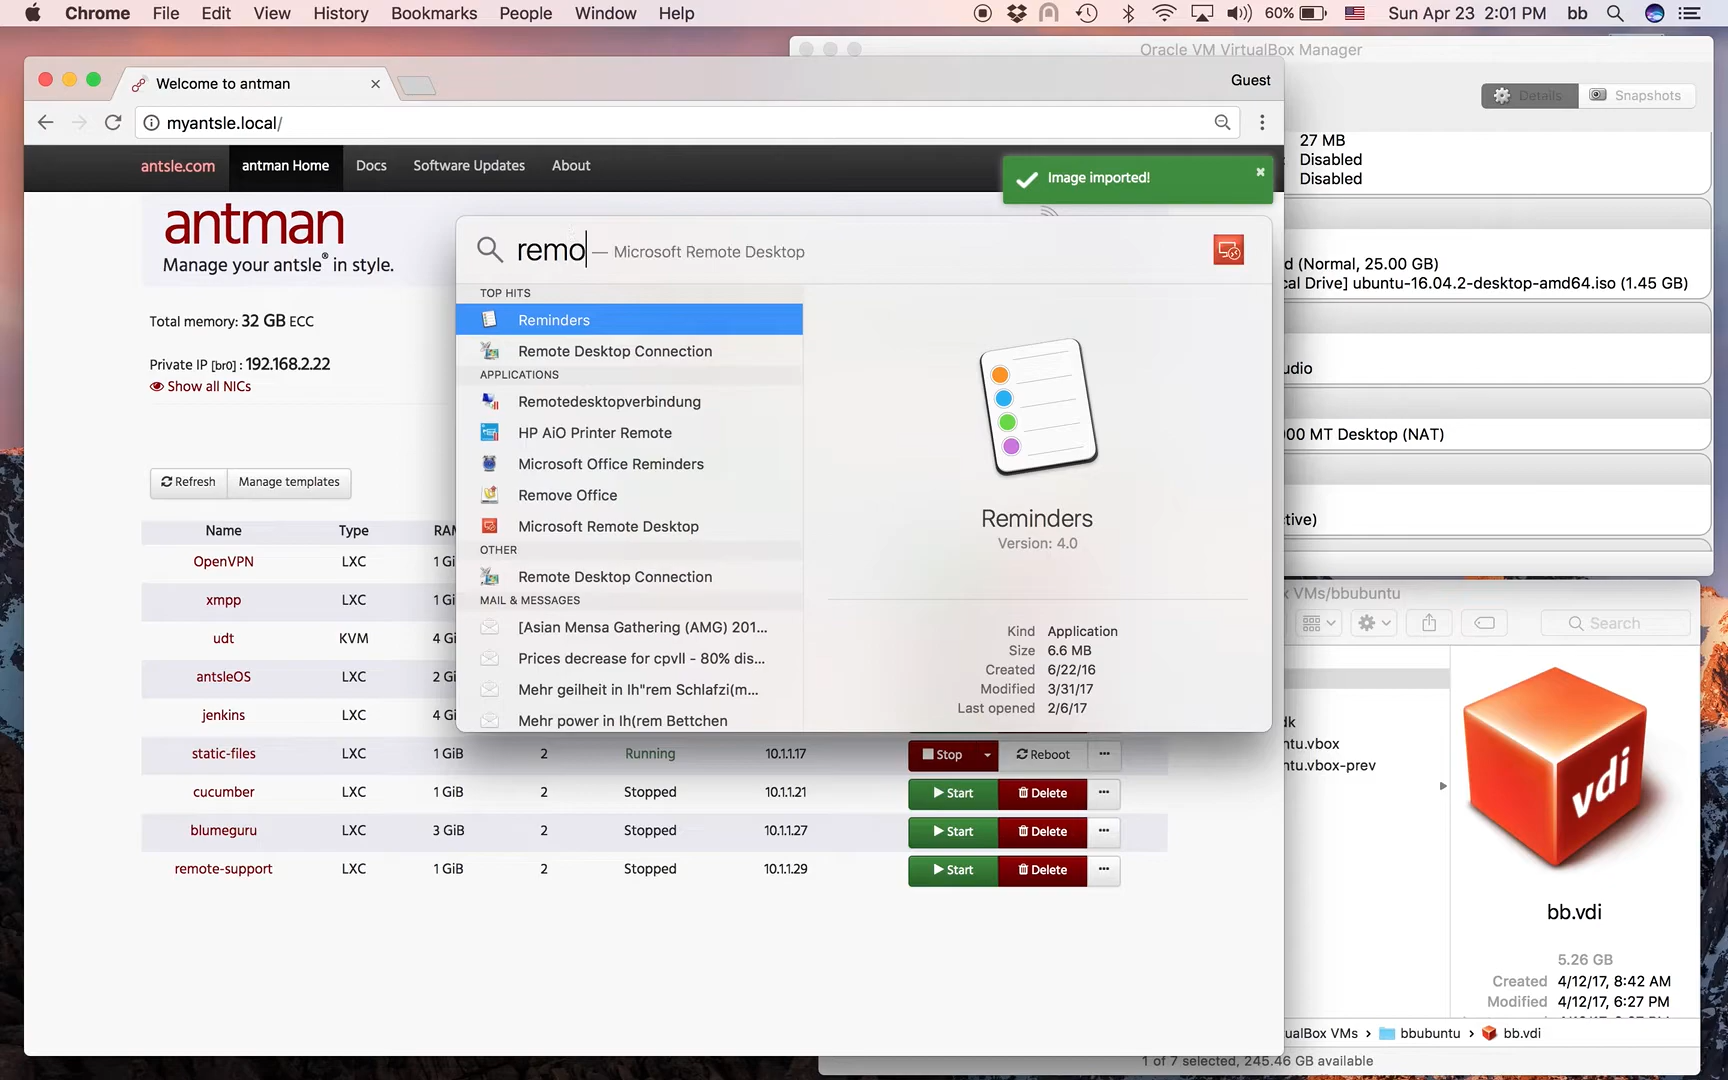 Chrome File Edit View History Bookmarks People Window Help
60% Sun Apr 23 2:01 PM bb
Oracle VM VirtualBox Manager
Welcome to antman
Guest
Details Snapshots
myantsle.local/
27 MB
Disabled
Disabled
antsle.com antman Home Docs Software Updates About
Image imported!
antman
Manage your antsle® in style.
remo — Microsoft Remote Desktop
TOP HITS
Reminders
Remote Desktop Connection
APPLICATIONS
Remotedesktopverbindung
HP AiO Printer Remote
Microsoft Office Reminders
Remove Office
Microsoft Remote Desktop
OTHER
Remote Desktop Connection
MAIL & MESSAGES
[Asian Mensa Gathering (AMG) 201...
Prices decrease for cpvll - 80% dis...
Mehr geilheit in Ih"rem Schlafzi(m...
Mehr power in Ih(rem Bettchen
Reminders
Version: 4.0
Kind Application
Size 6.6 MB
Created 6/22/16
Modified 3/31/17
Last opened 2/6/17
d (Normal, 25.00 GB)
cal Drive] ubuntu-16.04.2-desktop-amd64.iso (1.45 GB)
udio
000 MT Desktop (NAT)
tive)
Total memory: 32 GB ECC
Private IP [br0] : 192.168.2.22
Show all NICs
Refresh Manage templates
Name Type RAM
OpenVPN LXC 1 Gi
xmpp LXC 1 Gi
udt KVM 4 Gi
antsleOS LXC 2 Gi
jenkins LXC 4 Gi
static-files LXC 1 GiB 2 Running 10.1.1.17 Stop Reboot ...
cucumber LXC 1 GiB 2 Stopped 10.1.1.21 Start Delete ...
blumeguru LXC 3 GiB 2 Stopped 10.1.1.27 Start Delete ...
remote-support LXC 1 GiB 2 Stopped 10.1.1.29 Start Delete ...
x VMs/bbubuntu
Search
dk
ntu.vbox
ntu.vbox-prev
vdi
bb.vdi
5.26 GB
Created 4/12/17, 8:42 AM
Modified 4/12/17, 6:27 PM
ualBox VMs › bbubuntu › bb.vdi
1 of 7 selected, 245.46 GB available